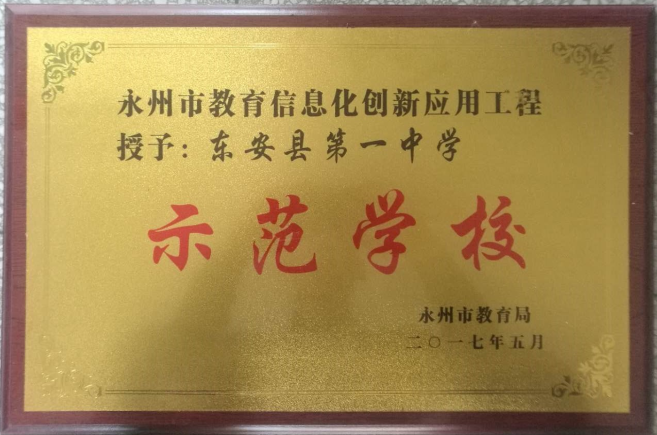 永州市教育信息化创新应用工程
授予：东安县第一中学
示范学校
永州市教育局
二〇一七年五月